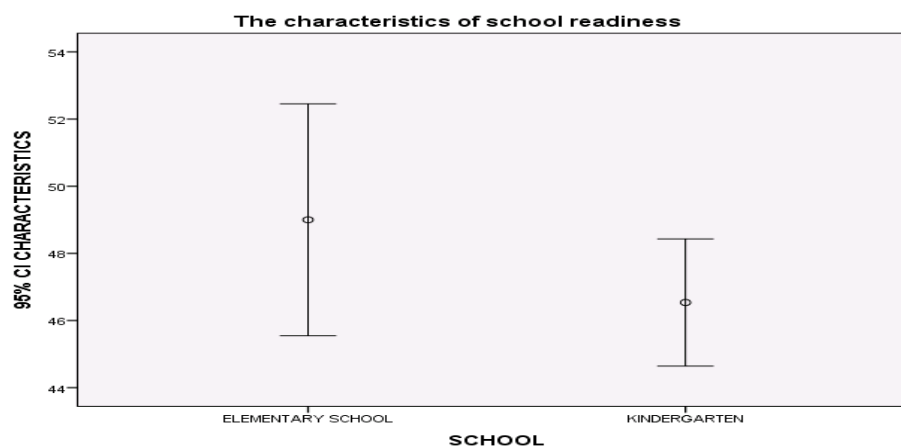 The characteristics of school readiness
95% CI CHARACTERISTICS
54
52
50
48
46
44
ELEMENTARY SCHOOL
KINDERGARTEN
SCHOOL